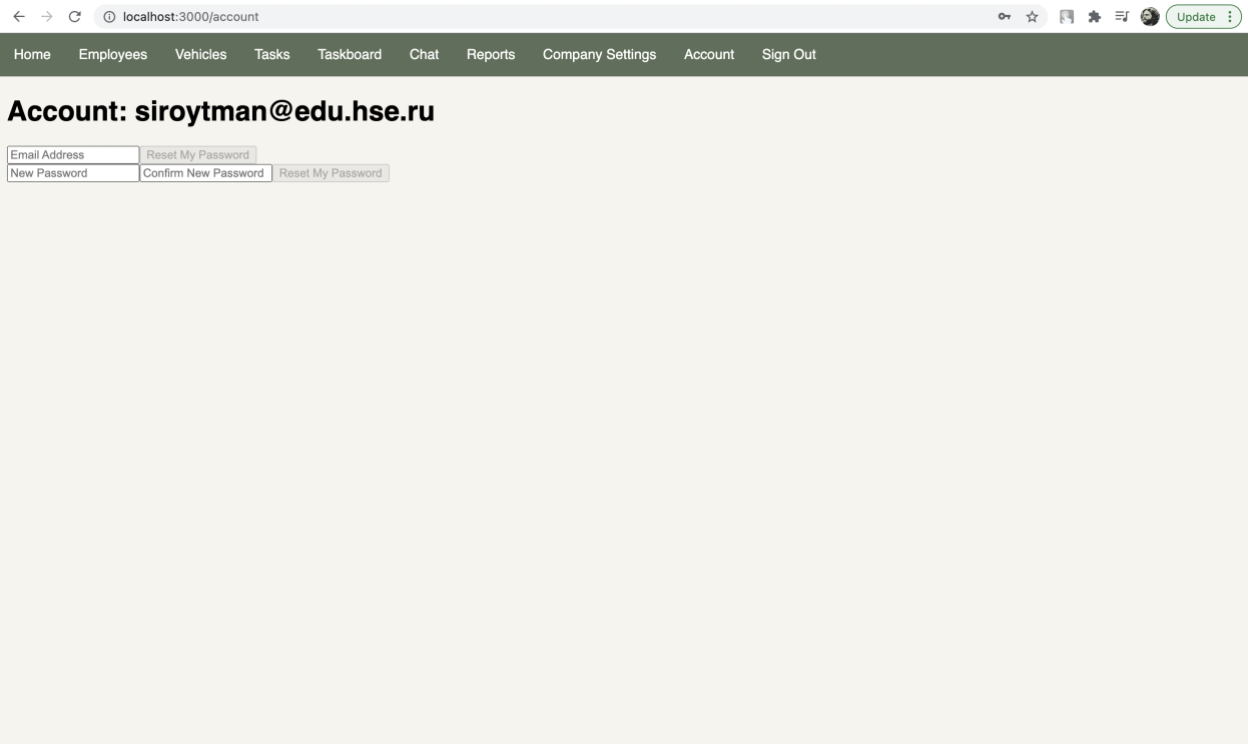 localhost:3000/account
Update
Home Employees Vehicles Tasks Taskboard Chat Reports Company Settings Account Sign Out
Account: siroytman@edu.hse.ru
Email Address Reset My Password
New Password Confirm New Password Reset My Password